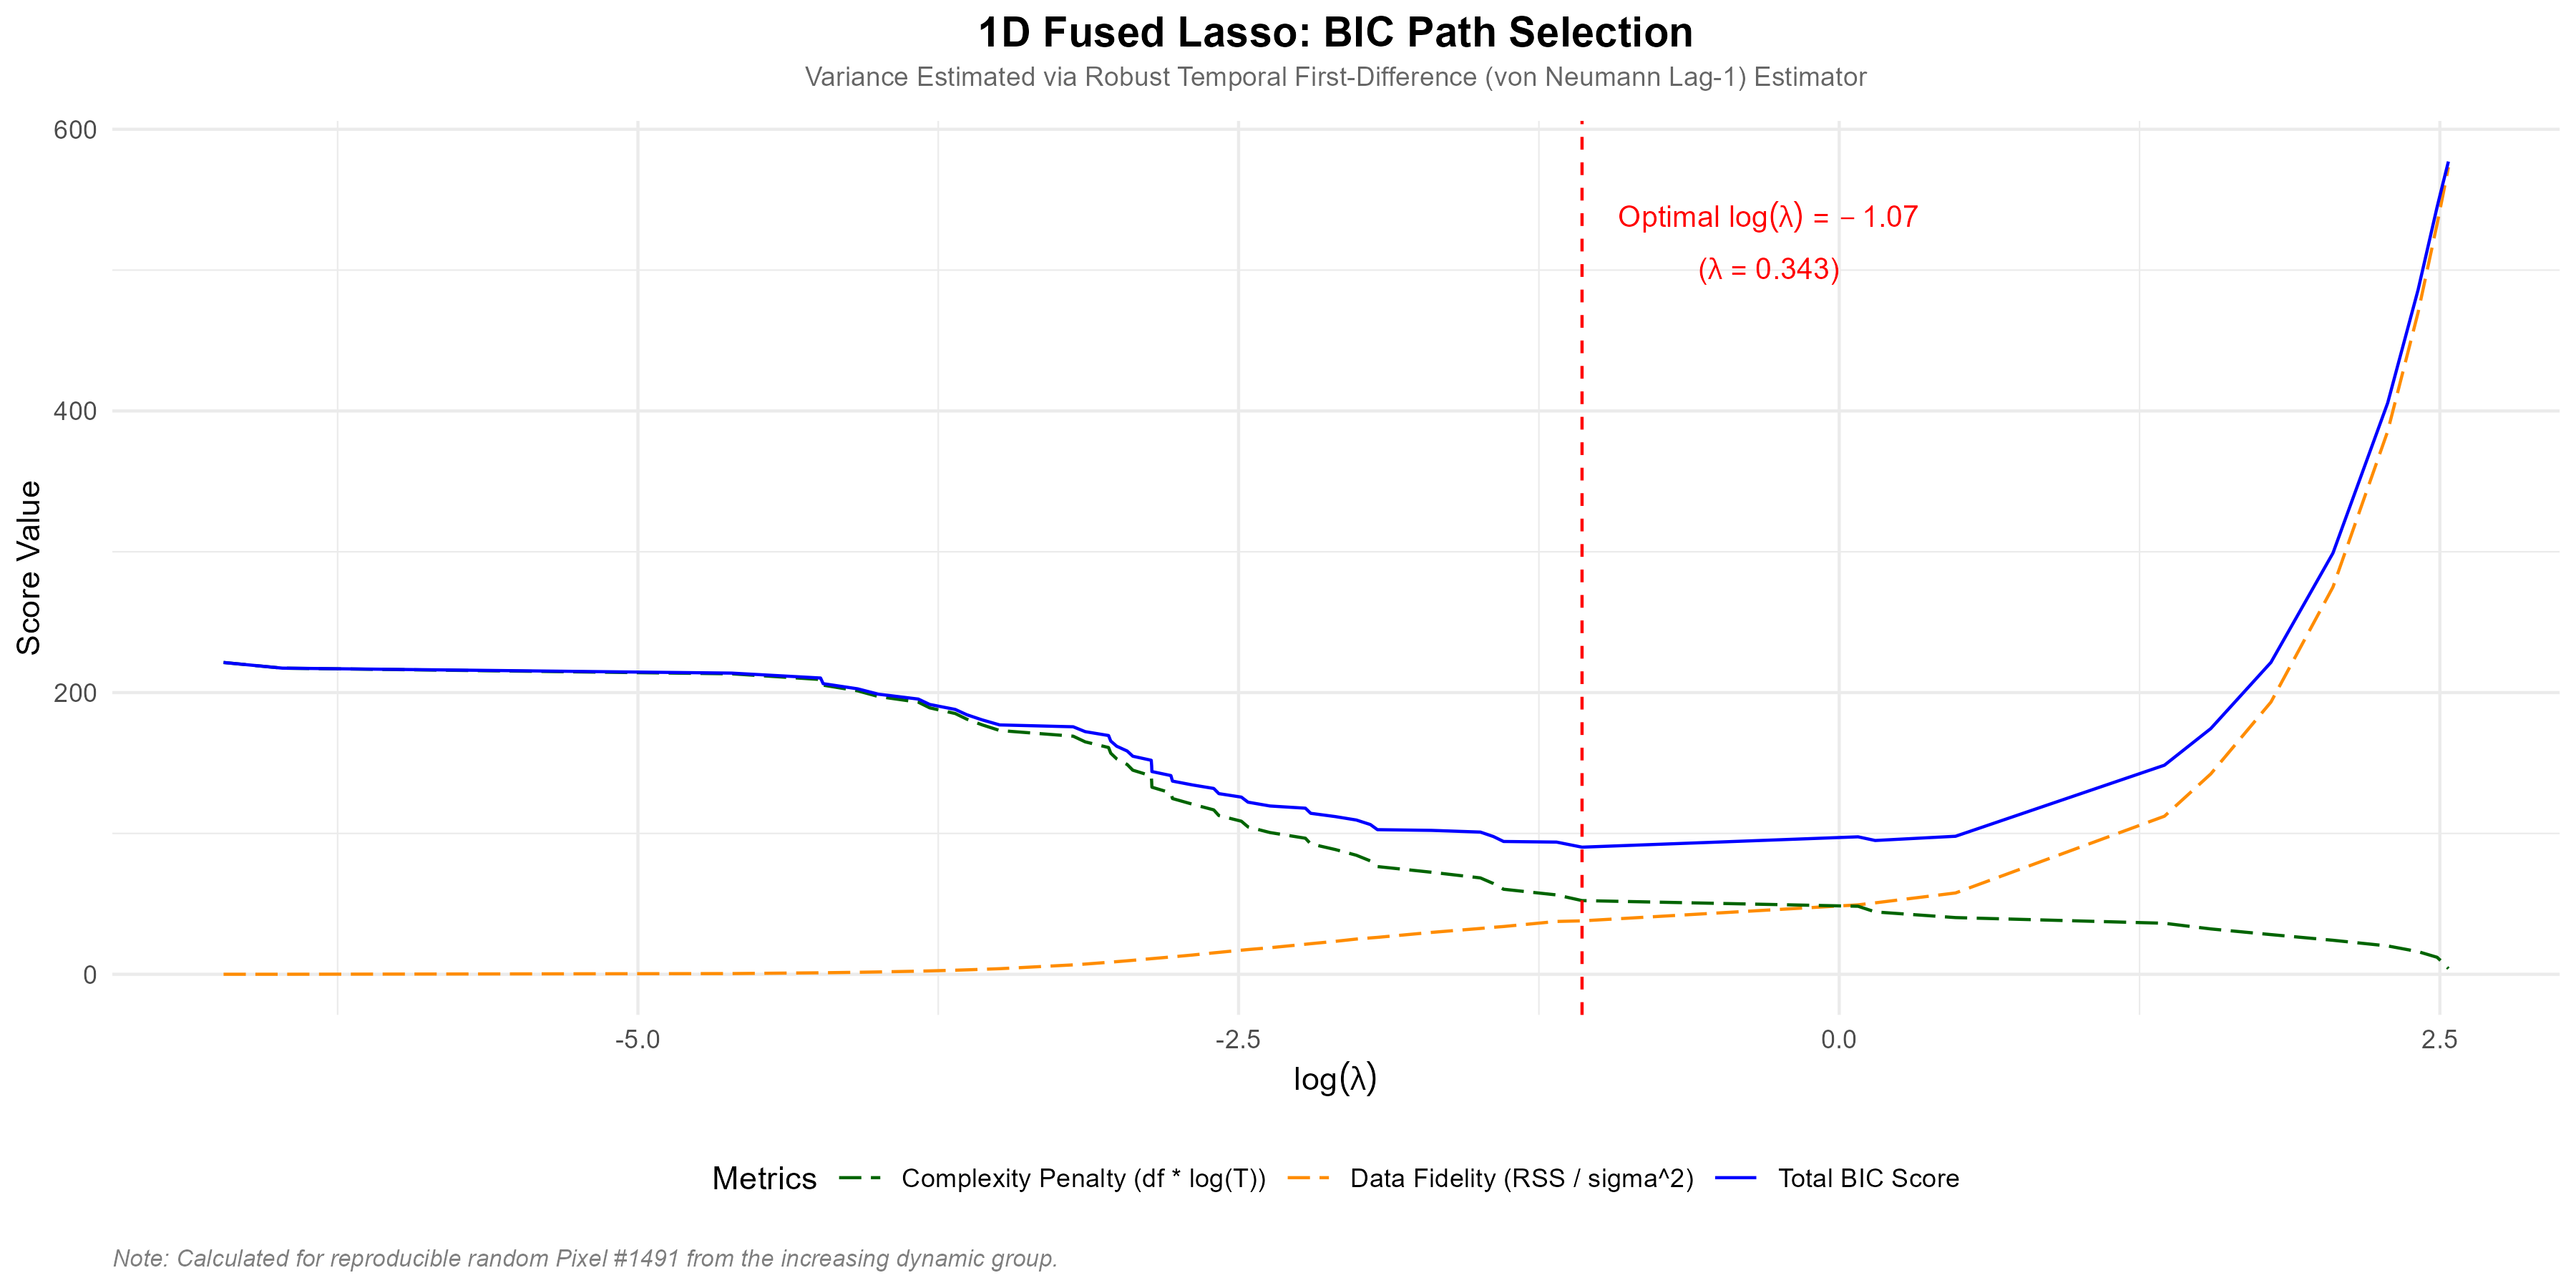 1D Fused Lasso: BIC Path Selection
Variance Estimated via Robust Temporal First-Difference (von Neumann Lag-1) Estimator
600
400
200
0
Score Value
Optimal log(λ) = − 1.07
(λ = 0.343)
-5.0
-2.5
0.0
2.5
log(λ)
Metrics
Complexity Penalty (df * log(T))
Data Fidelity (RSS / sigma^2)
Total BIC Score
Note: Calculated for reproducible random Pixel #1491 from the increasing dynamic group.